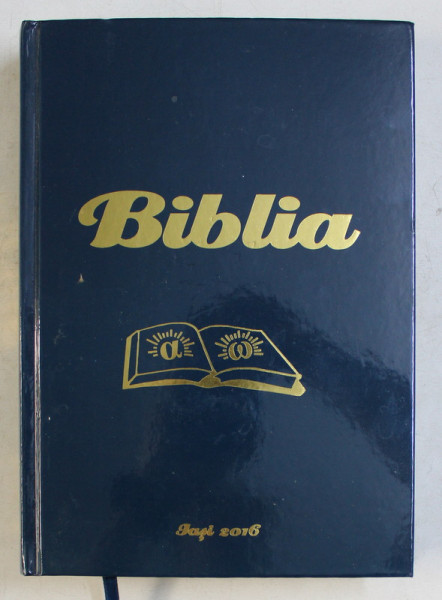 Biblia
α ω
Iaşi 2016